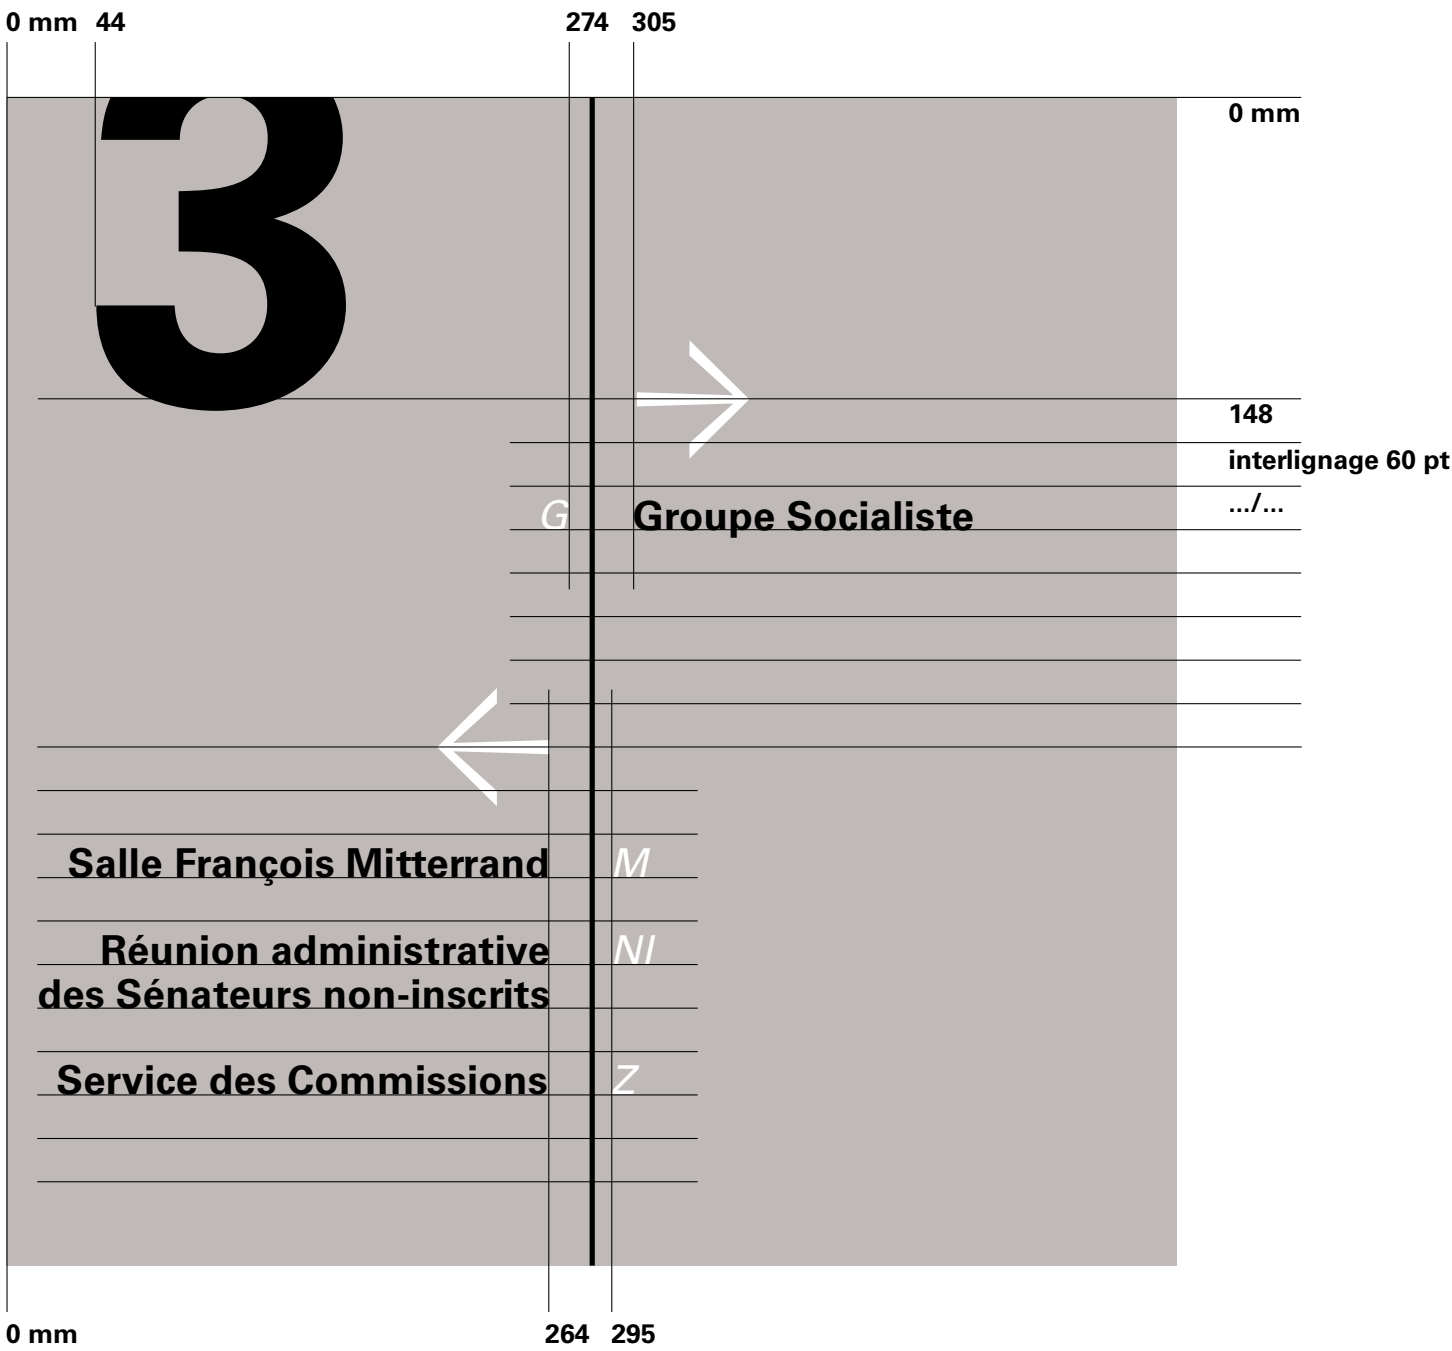 0 mm 44 274 305
0 mm
3
148
interlignage 60 pt
G Groupe Socialiste .../...
Salle François Mitterrand M
Réunion administrative NI
des Sénateurs non-inscrits
Service des Commissions Z
0 mm 264 295